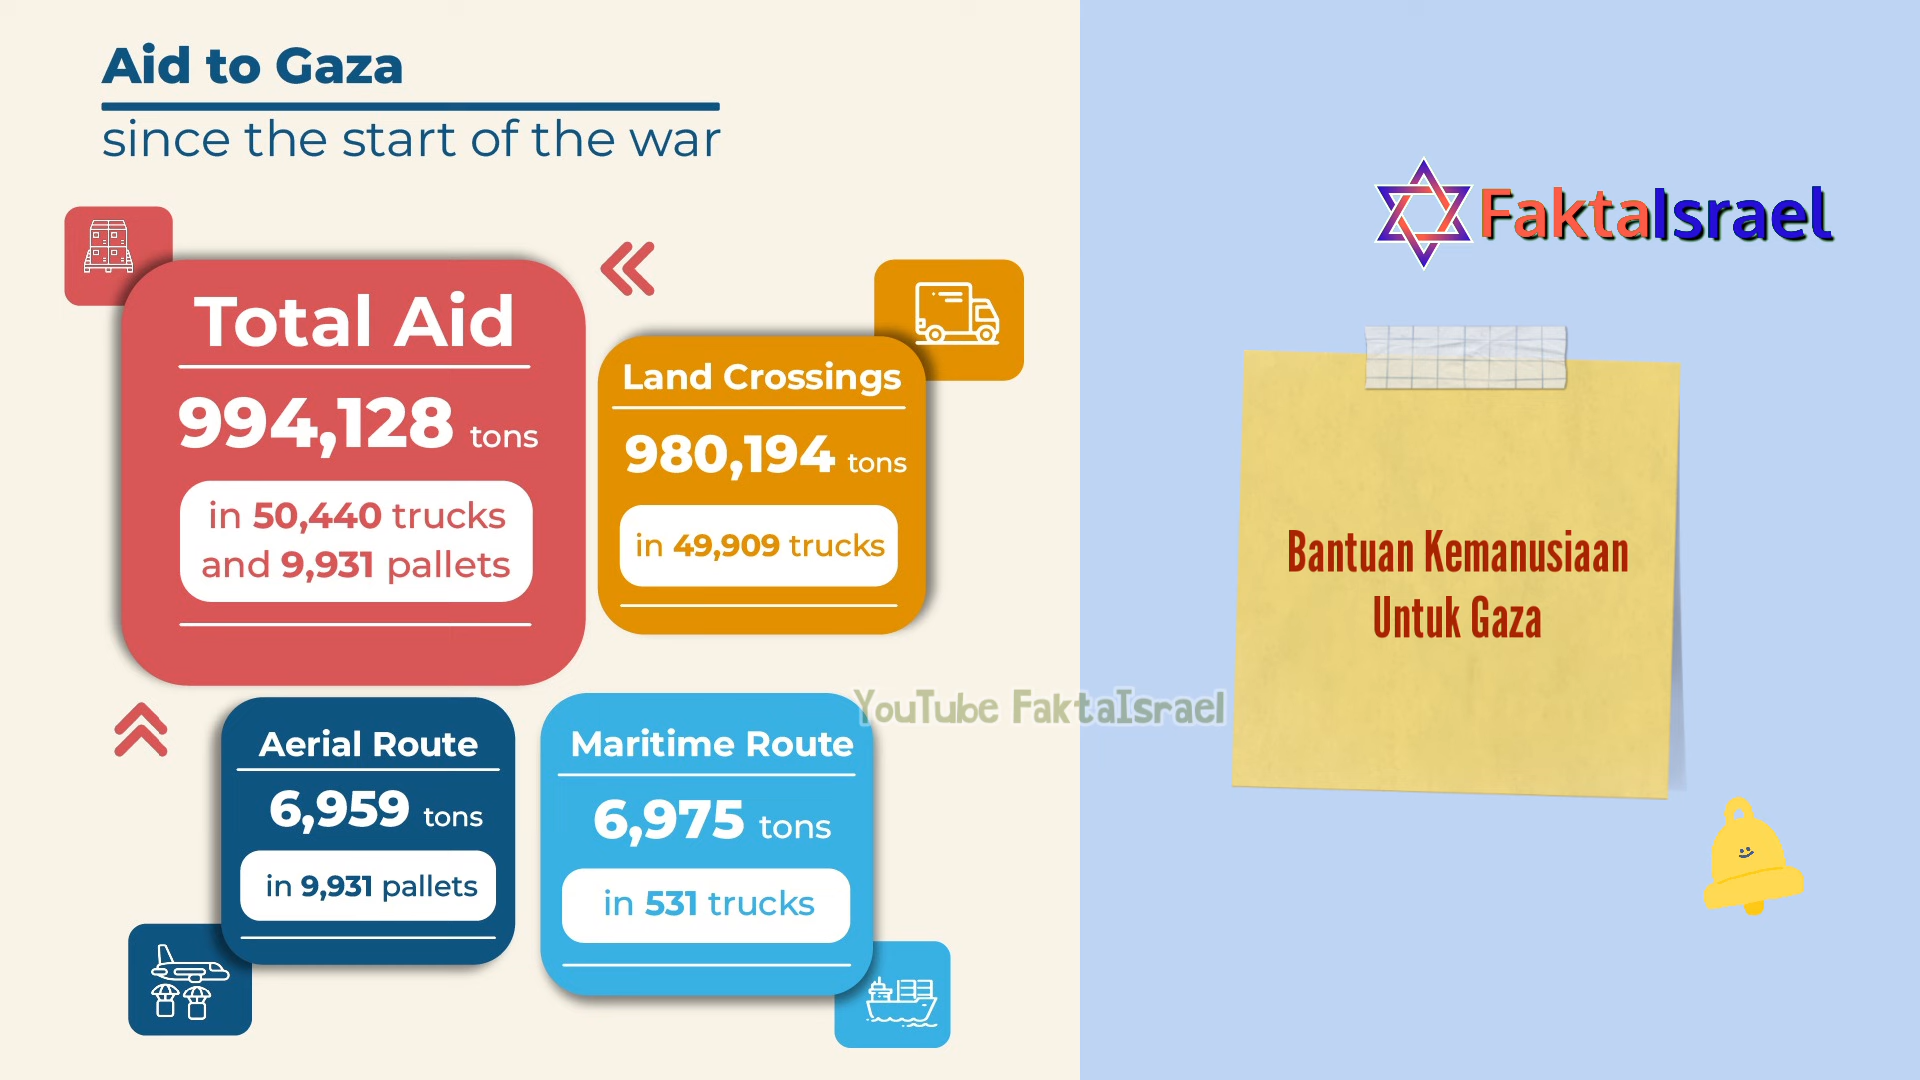 Aid to Gaza
since the start of the war
Total Aid
994,128 tons
in 50,440 trucks
and 9,931 pallets
Land Crossings
980,194 tons
in 49,909 trucks
Aerial Route
6,959 tons
in 9,931 pallets
Maritime Route
6,975 tons
in 531 trucks
YouTube FaktaIsrael
FaktaIsrael
Bantuan Kemanusiaan
Untuk Gaza